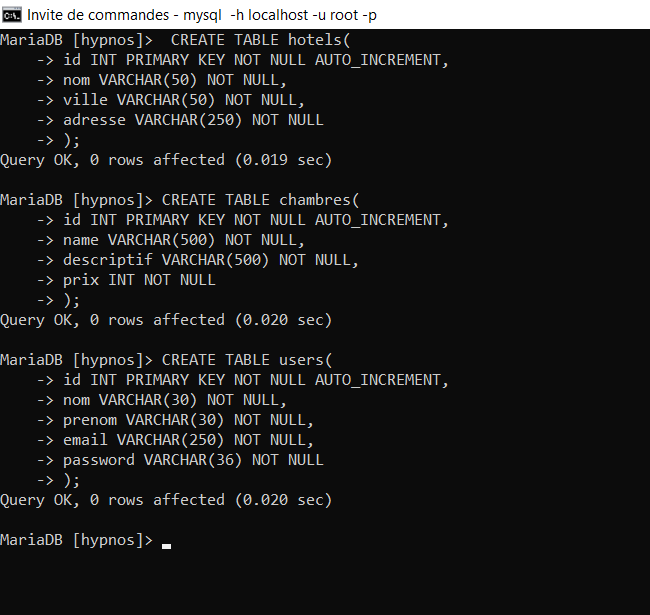 Invite de commandes - mysql -h localhost -u root -p
MariaDB [hypnos]>  CREATE TABLE hotels(
    -> id INT PRIMARY KEY NOT NULL AUTO_INCREMENT,
    -> nom VARCHAR(50) NOT NULL,
    -> ville VARCHAR(50) NOT NULL,
    -> adresse VARCHAR(250) NOT NULL
    -> );
Query OK, 0 rows affected (0.019 sec)
MariaDB [hypnos]> CREATE TABLE chambres(
    -> id INT PRIMARY KEY NOT NULL AUTO_INCREMENT,
    -> name VARCHAR(500) NOT NULL,
    -> descriptif VARCHAR(500) NOT NULL,
    -> prix INT NOT NULL
    -> );
Query OK, 0 rows affected (0.020 sec)
MariaDB [hypnos]> CREATE TABLE users(
    -> id INT PRIMARY KEY NOT NULL AUTO_INCREMENT,
    -> nom VARCHAR(30) NOT NULL,
    -> prenom VARCHAR(30) NOT NULL,
    -> email VARCHAR(250) NOT NULL,
    -> password VARCHAR(36) NOT NULL
    -> );
Query OK, 0 rows affected (0.020 sec)
MariaDB [hypnos]>